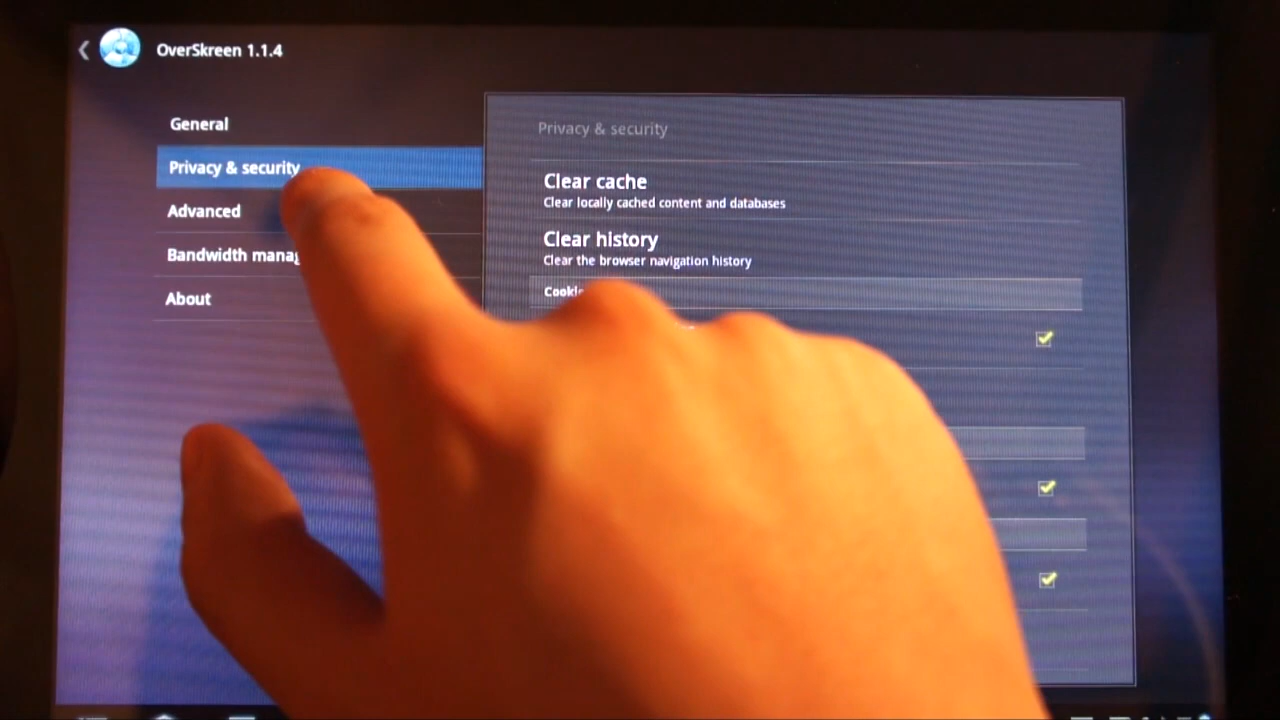 OverSkreen 1.1.4
General
Privacy & security
Advanced
Bandwidth
About
Privacy & security
Clear cache
Clear locally cached content and databases
Clear history
Clear the browser navigation history